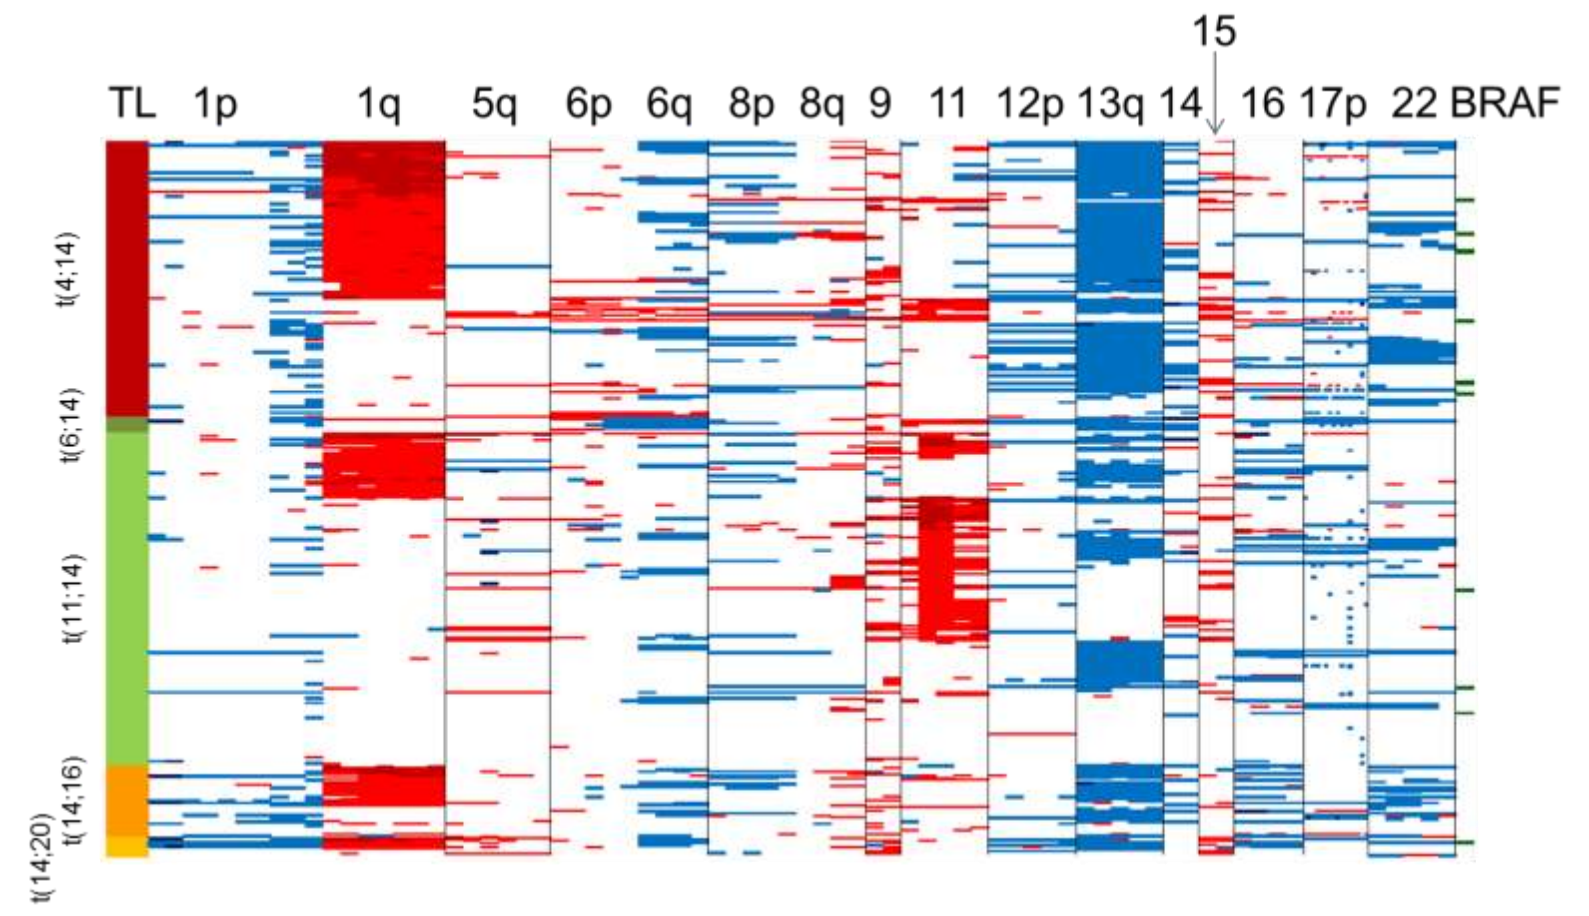 15
TL 1p 1q 5q 6p 6q 8p 8q 9 11 12p 13q 14 16 17p 22 BRAF
t(4;14)
t(6;14)
t(11;14)
t(14;16)
t(14;20)